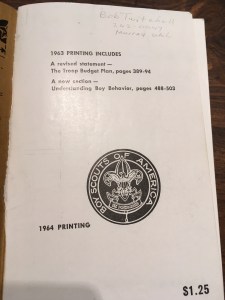 1963 PRINTING INCLUDES
A revised statement—
The Troop Budget Plan, pages 389-94
A new section—
Understanding Boy Behavior, pages 488-503
BOY SCOUTS OF AMERICA
1964 PRINTING
$1.25